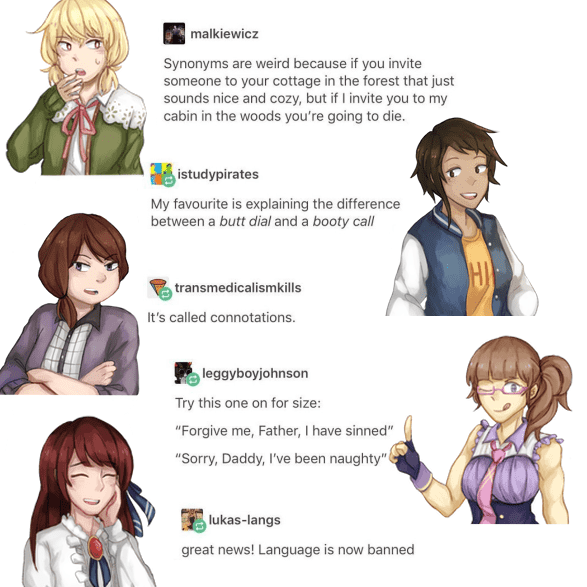 malkiewicz
Synonyms are weird because if you invite
someone to your cottage in the forest that just
sounds nice and cozy, but if I invite you to my
cabin in the woods you're going to die.
istudypirates
My favourite is explaining the difference
between a butt dial and a booty call
HI
transmedicalismkills
It's called connotations.
leggyboyjohnson
Try this one on for size:
"Forgive me, Father, I have sinned"
"Sorry, Daddy, I've been naughty"
lukas-langs
great news! Language is now banned